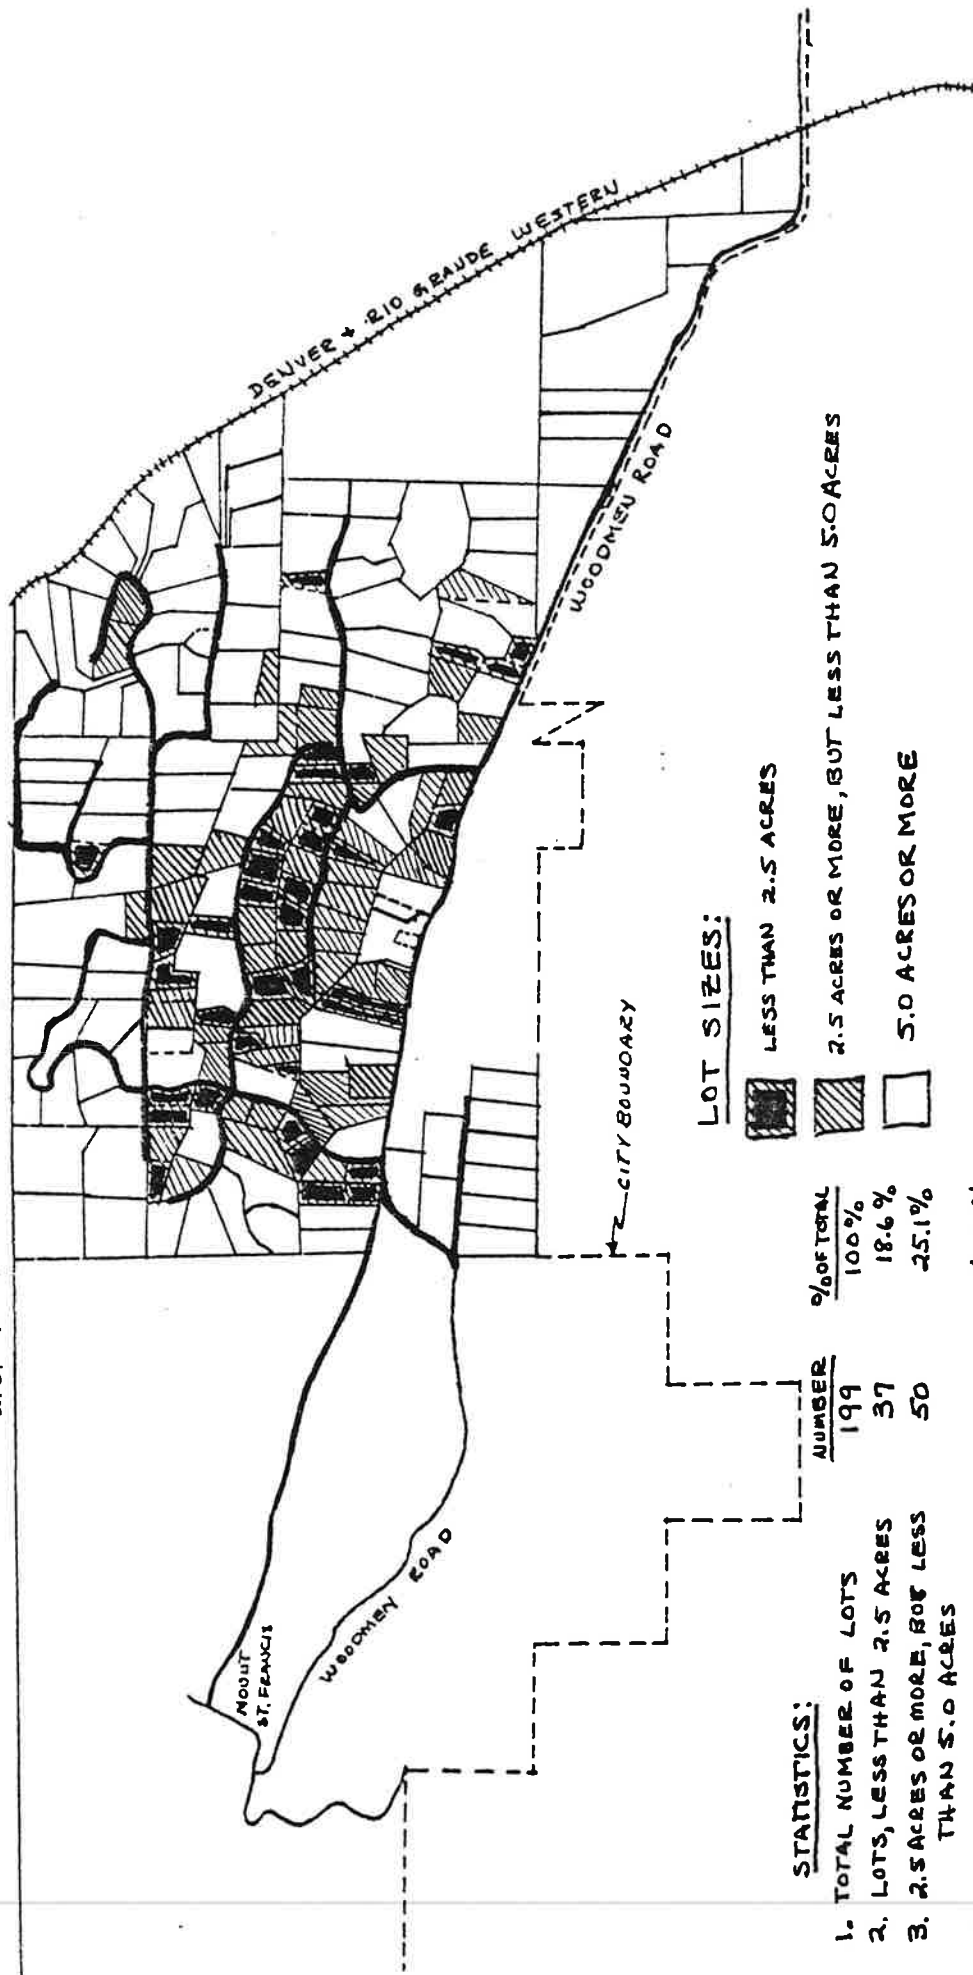 DENVER + RIO GRANDE WESTERN
WOODMEN ROAD
CITY BOUNDARY
MOUNT
ST. FRANCIS
WOODMEN ROAD
LOT SIZES:
LESS THAN 2.5 ACRES
2.5 ACRES OR MORE, BUT LESS THAN 5.0 ACRES
5.0 ACRES OR MORE
STATISTICS:
NUMBER % OF TOTAL
1. TOTAL NUMBER OF LOTS 199 100%
2. LOTS, LESS THAN 2.5 ACRES 37 18.6%
3. 2.5 ACRES OR MORE, BUT LESS 50 25.1%
THAN 5.0 ACRES